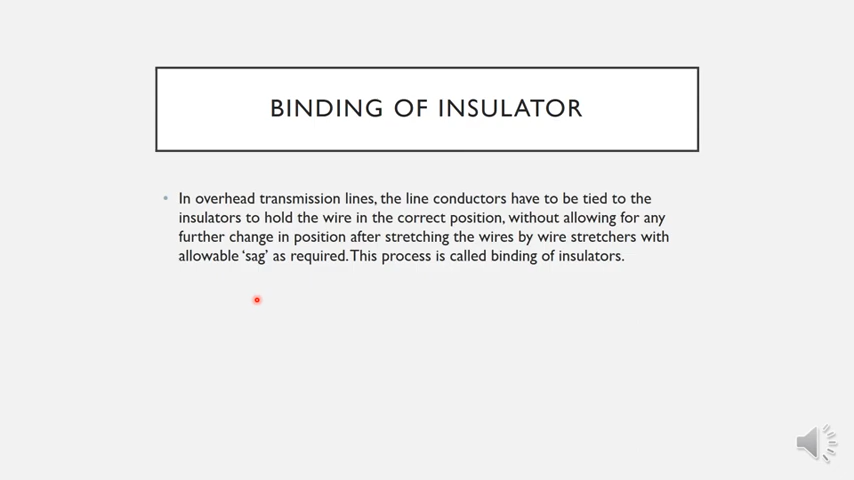 BINDING OF INSULATOR
• In overhead transmission lines, the line conductors have to be tied to the
insulators to hold the wire in the correct position, without allowing for any
further change in position after stretching the wires by wire stretchers with
allowable ‘sag’ as required. This process is called binding of insulators.